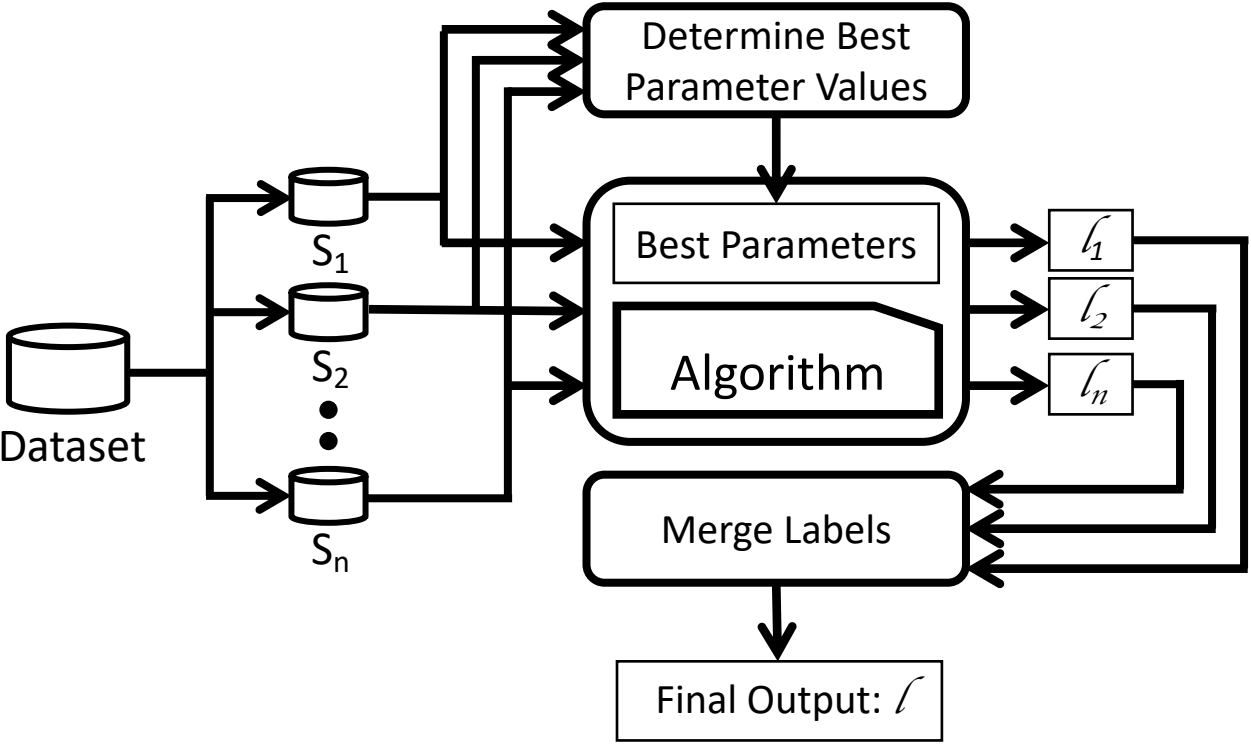 Determine Best
Parameter Values
S₁
Best Parameters
ℓ₁
S₂
ℓ₂
Algorithm
ℓₙ
Dataset
Sₙ
Merge Labels
Final Output: ℓ